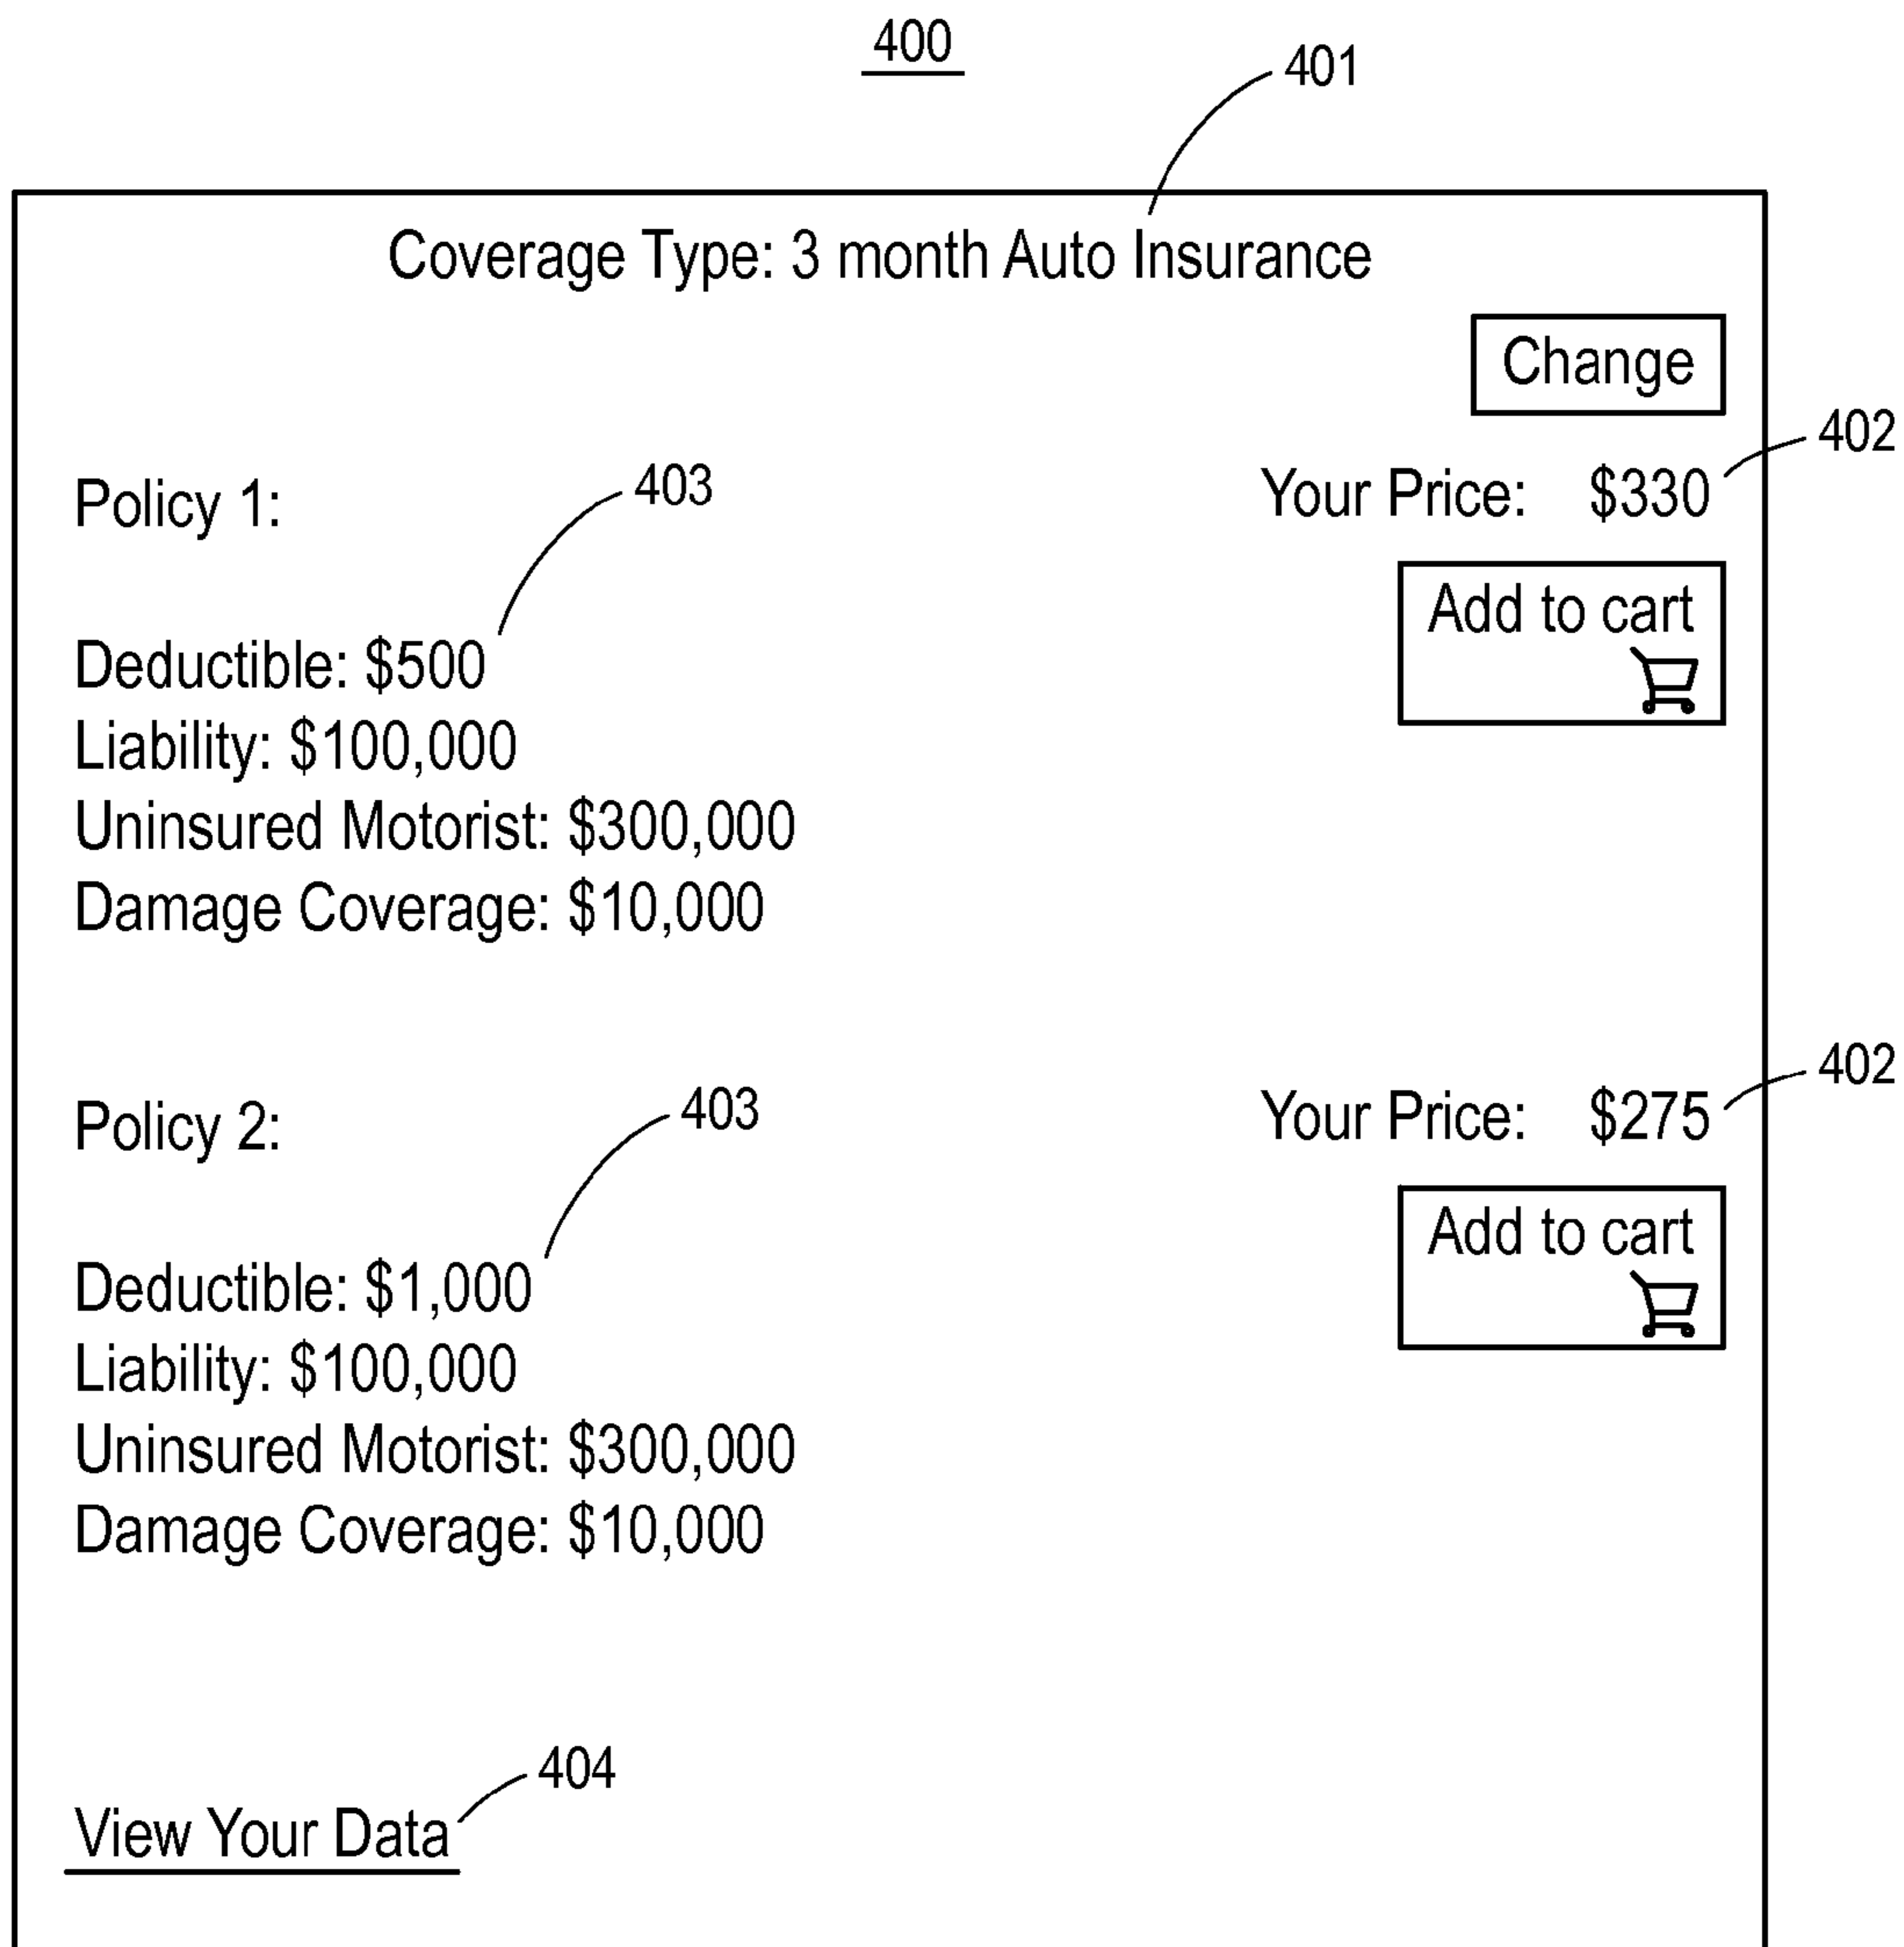 400
401
Coverage Type: 3 month Auto Insurance
Change
402
Policy 1:
403
Your Price: $330
Add to cart
Deductible: $500
Liability: $100,000
Uninsured Motorist: $300,000
Damage Coverage: $10,000
402
Policy 2:
403
Your Price: $275
Add to cart
Deductible: $1,000
Liability: $100,000
Uninsured Motorist: $300,000
Damage Coverage: $10,000
404
View Your Data